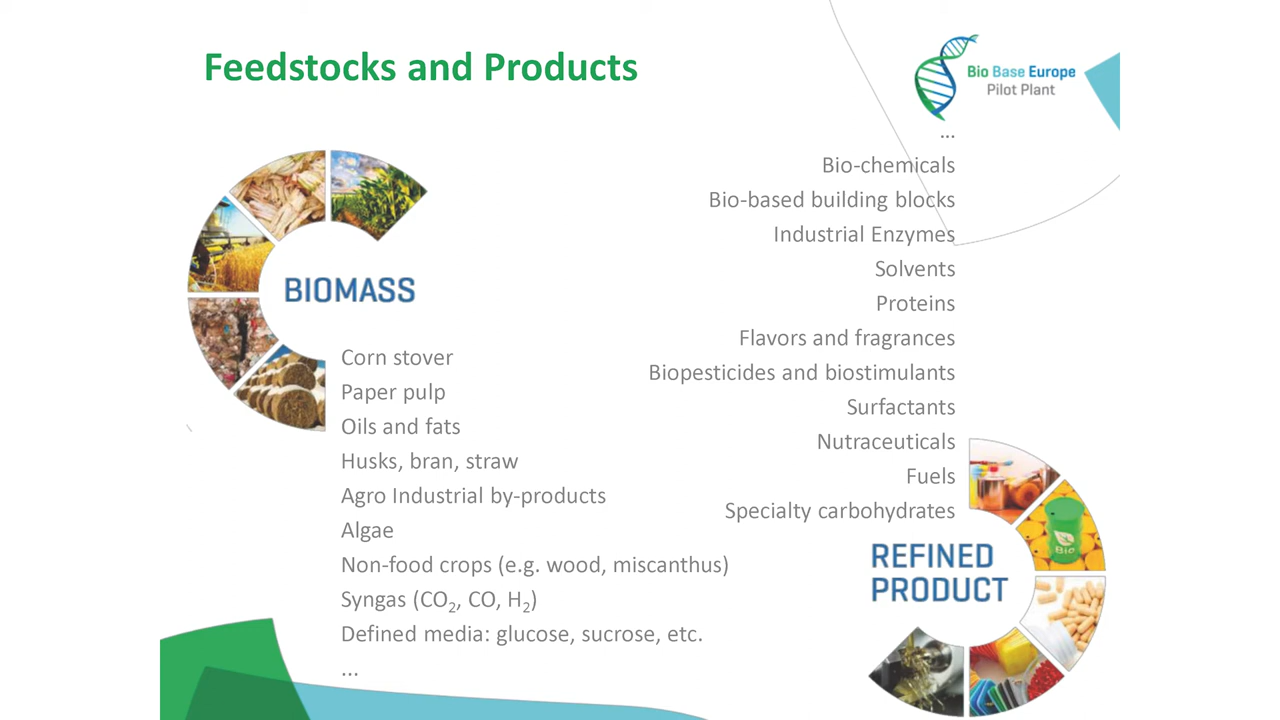 Feedstocks and Products
Bio Base Europe
Pilot Plant
BIOMASS
Corn stover
Paper pulp
Oils and fats
Husks, bran, straw
Agro Industrial by-products
Algae
Non-food crops (e.g. wood, miscanthus)
Syngas (CO₂, CO, H₂)
Defined media: glucose, sucrose, etc.
...
...
Bio-chemicals
Bio-based building blocks
Industrial Enzymes
Solvents
Proteins
Flavors and fragrances
Biopesticides and biostimulants
Surfactants
Nutraceuticals
Fuels
Specialty carbohydrates
REFINED
PRODUCT
Bio